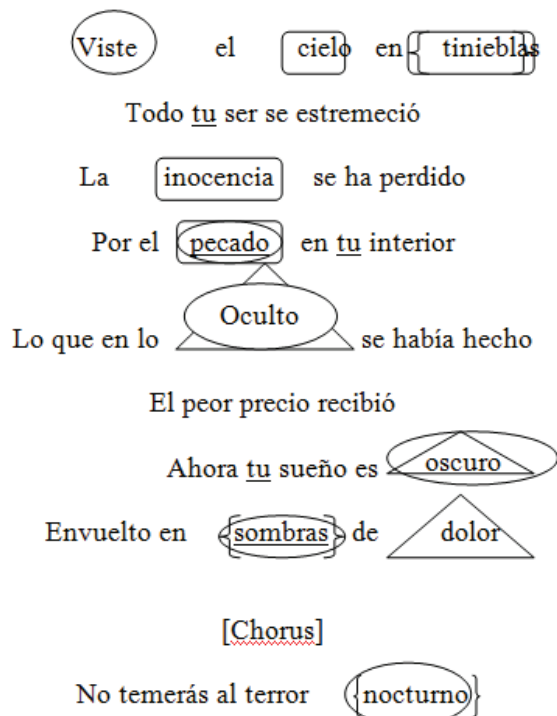 Viste el cielo en tinieblas
Todo tu ser se estremeció
La inocencia se ha perdido
Por el pecado en tu interior
Lo que en lo Oculto se había hecho
El peor precio recibió
Ahora tu sueño es oscuro
Envuelto en sombras de dolor
[Chorus]
No temerás al terror nocturno